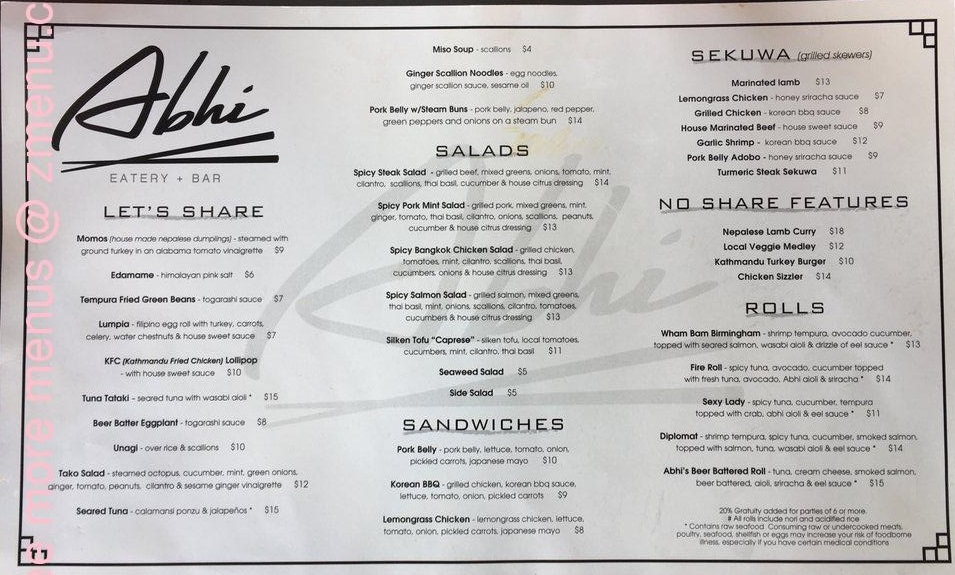 more menus @ zmenu.c
Abhi
EATERY + BAR
LET'S SHARE
Momos (house made nepalese dumplings) - steamed with
ground turkey in an alabama tomato vinaigrette $9
Edamame - himalayan pink salt $6
Tempura Fried Green Beans - togarashi sauce $7
Lumpia - filipino egg roll with turkey, carrots,
celery, water chestnuts & house sweet sauce $7
KFC (Kathmandu Fried Chicken) Lollipop
- with house sweet sauce $10
Tuna Tataki - seared tuna with wasabi aioli * $15
Beer Batter Eggplant - togarashi sauce $8
Unagi - over rice & scallions $10
Tako Salad - steamed octopus, cucumber, mint, green onions,
ginger, tomato, peanuts, cilantro & sesame ginger vinaigrette $12
Seared Tuna - calamansi ponzu & jalapeños * $15
Miso Soup - scallions $4
Ginger Scallion Noodles - egg noodles,
ginger scallion sauce, sesame oil $10
Pork Belly w/Steam Buns - pork belly, jalapeno, red pepper,
green peppers and onions on a steam bun $14
SALADS
Spicy Steak Salad - grilled beef, mixed greens, onions, tomato, mint,
cilantro, scallions, thai basil, cucumber & house citrus dressing $14
Spicy Pork Mint Salad - grilled pork, mixed greens, mint,
ginger, tomato, thai basil, cilantro, onions, scallions, peanuts,
cucumber & house citrus dressing $13
Spicy Bangkok Chicken Salad - grilled chicken,
tomatoes, mint, cilantro, scallions, thai basil,
cucumbers, onions & house citrus dressing $13
Spicy Salmon Salad - grilled salmon, mixed greens,
thai basil, mint, onions, scallions, cilantro, tomatoes,
cucumbers & house citrus dressing $13
Silken Tofu "Caprese" - silken tofu, local tomatoes,
cucumbers, mint, cilantro, thai basil $11
Seaweed Salad $5
Side Salad $5
SANDWICHES
Pork Belly - pork belly, lettuce, tomato, onion,
pickled carrots, japanese mayo $10
Korean BBQ - grilled chicken, korean bbq sauce,
lettuce, tomato, onion, pickled carrots $9
Lemongrass Chicken - lemongrass chicken, lettuce,
tomato, onion, pickled carrots, japanese mayo $8
SEKUWA (grilled skewers)
Marinated lamb $13
Lemongrass Chicken - honey sriracha sauce $7
Grilled Chicken - korean bbq sauce $8
House Marinated Beef - house sweet sauce $9
Garlic Shrimp - korean bbq sauce $12
Pork Belly Adobo - honey sriracha sauce $9
Turmeric Steak Sekuwa $11
NO SHARE FEATURES
Nepalese Lamb Curry $18
Local Veggie Medley $12
Kathmandu Turkey Burger $10
Chicken Sizzler $14
ROLLS
Wham Bam Birmingham - shrimp tempura, avocado cucumber,
topped with seared salmon, wasabi aioli & drizzle of eel sauce * $13
Fire Roll - spicy tuna, avocado, cucumber topped
with fresh tuna, avocado, Abhi aioli & sriracha * $14
Sexy Lady - spicy tuna, cucumber, tempura
topped with crab, abhi aioli & eel sauce * $11
Diplomat - shrimp tempura, spicy tuna, cucumber, smoked salmon,
topped with salmon, tuna, wasabi aioli & eel sauce * $14
Abhi's Beer Battered Roll - tuna, cream cheese, smoked salmon,
beer battered, aioli, sriracha & eel sauce * $15
20% Gratuity added for parties of 6 or more.
# All rolls include nori and acidified rice
* Contains raw seafood. Consuming raw or undercooked meats,
poultry, seafood, shellfish or eggs may increase your risk of foodborne
illness, especially if you have certain medical conditions